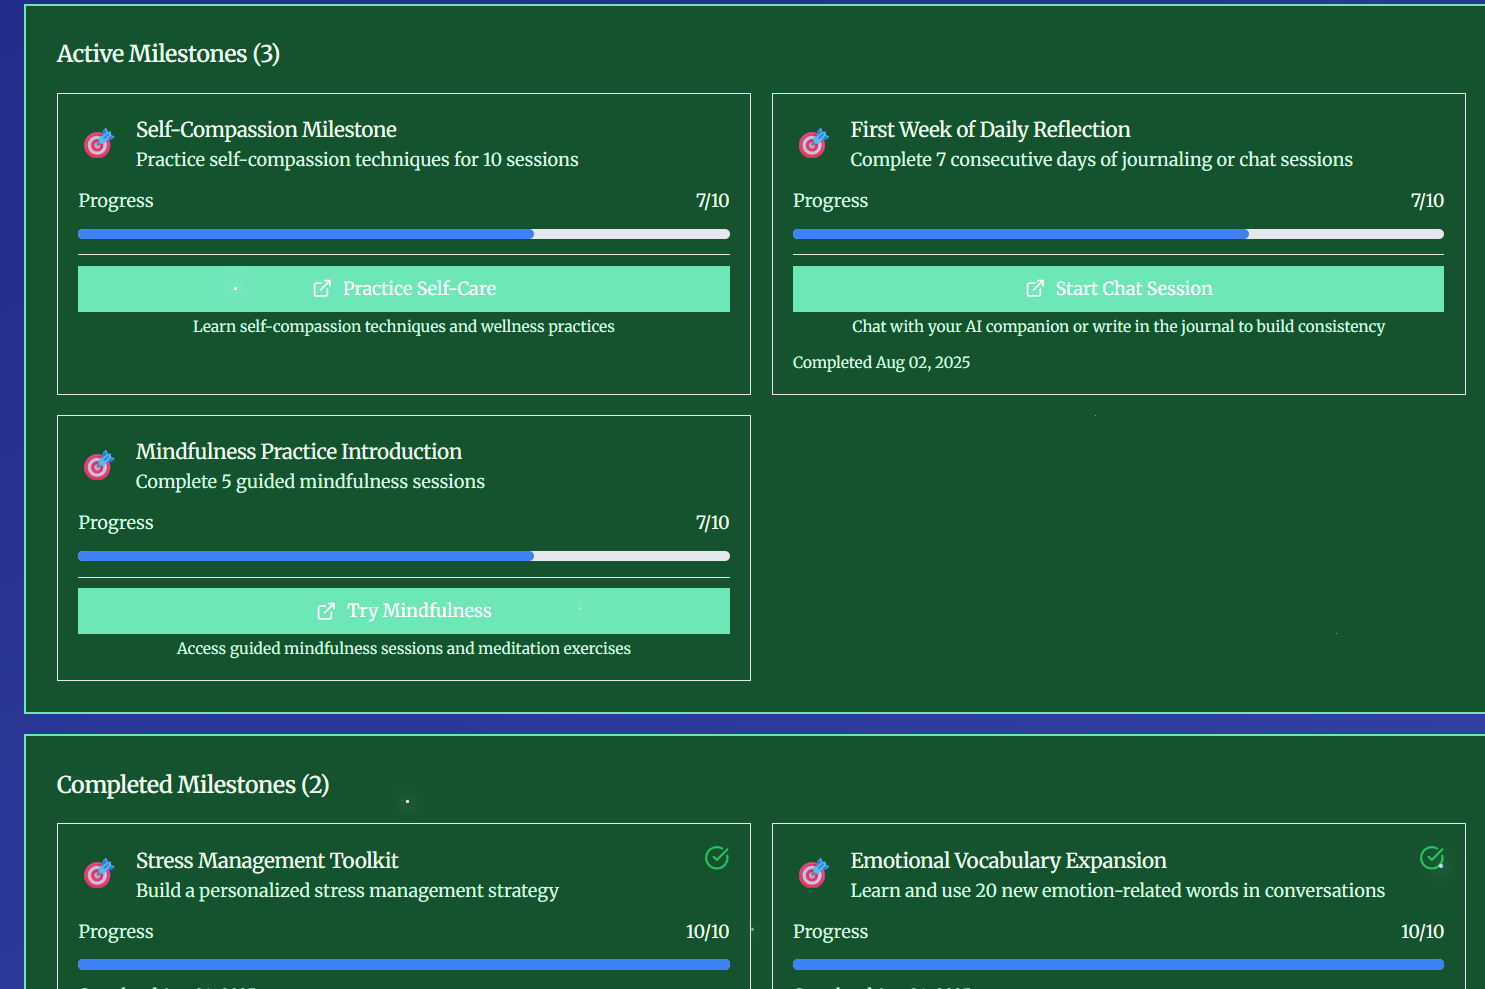 Active Milestones (3)
Self-Compassion Milestone
Practice self-compassion techniques for 10 sessions
Progress 7/10
Practice Self-Care
Learn self-compassion techniques and wellness practices
First Week of Daily Reflection
Complete 7 consecutive days of journaling or chat sessions
Progress 7/10
Start Chat Session
Chat with your AI companion or write in the journal to build consistency
Completed Aug 02, 2025
Mindfulness Practice Introduction
Complete 5 guided mindfulness sessions
Progress 7/10
Try Mindfulness
Access guided mindfulness sessions and meditation exercises
Completed Milestones (2)
Stress Management Toolkit
Build a personalized stress management strategy
Progress 10/10
Emotional Vocabulary Expansion
Learn and use 20 new emotion-related words in conversations
Progress 10/10